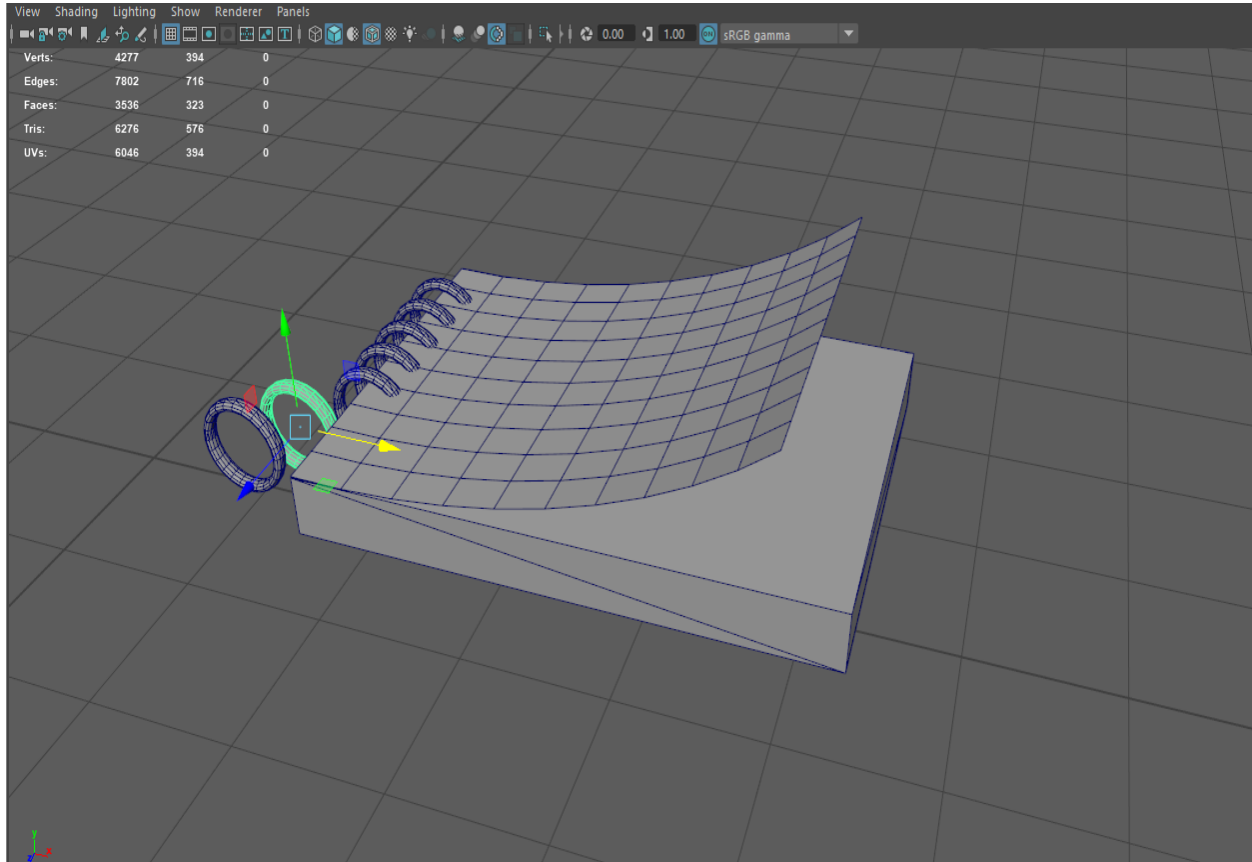 View Shading Lighting Show Renderer Panels
0.00 1.00 ON sRGB gamma
Verts: 4277 394 0
Edges: 7802 716 0
Faces: 3536 323 0
Tris: 6276 576 0
UVs: 6046 394 0
y
z x